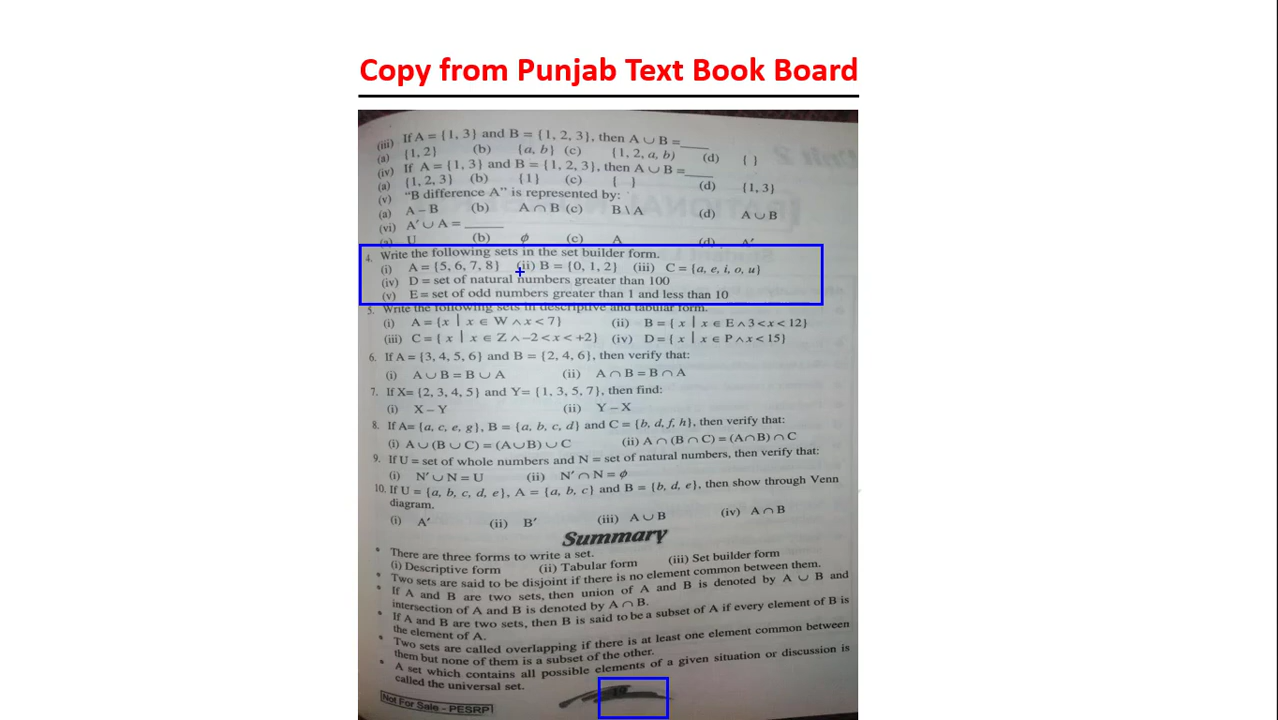 Copy from Punjab Text Book Board
(iii) If A = {1, 3} and B = {1, 2, 3}, then A ∪ B = ____
(a) {1, 2} (b) {a, b} (c) {1, 2, a, b} (d) { }
(iv) If A = {1, 3} and B = {1, 2, 3}, then A ∪ B = ____
(a) {1, 2, 3} (b) {1} (c) { } (d) {1, 3}
(v) "B difference A" is represented by:
(a) A – B (b) A ∩ B (c) B \ A (d) A ∪ B
(vi) A′ ∪ A = ______
(a) U (b) ϕ (c) A (d) A′
4. Write the following sets in the set builder form.
(i) A = {5, 6, 7, 8} (ii) B = {0, 1, 2} (iii) C = {a, e, i, o, u}
(iv) D = set of natural numbers greater than 100
(v) E = set of odd numbers greater than 1 and less than 10
5. Write the following sets in descriptive and tabular form.
(i) A = {x | x ∈ W ∧ x < 7} (ii) B = { x | x ∈ E ∧ 3 < x < 12}
(iii) C = { x | x ∈ Z ∧ –2 < x < +2} (iv) D = { x | x ∈ P ∧ x < 15}
6. If A = {3, 4, 5, 6} and B = {2, 4, 6}, then verify that:
(i) A ∪ B = B ∪ A (ii) A ∩ B = B ∩ A
7. If X= {2, 3, 4, 5} and Y= {1, 3, 5, 7}, then find:
(i) X – Y (ii) Y – X
8. If A= {a, c, e, g}, B = {a, b, c, d} and C = {b, d, f, h}, then verify that:
(i) A ∪ (B ∪ C) = (A ∪ B) ∪ C (ii) A ∩ (B ∩ C) = (A ∩ B) ∩ C
9. If U = set of whole numbers and N = set of natural numbers, then verify that:
(i) N′ ∪ N = U (ii) N′ ∩ N = ϕ
10. If U = {a, b, c, d, e}, A = {a, b, c} and B = {b, d, e}, then show through Venn
diagram.
(i) A′ (ii) B′ (iii) A ∪ B (iv) A ∩ B
Summary
• There are three forms to write a set.
(i) Descriptive form (ii) Tabular form (iii) Set builder form
• Two sets are said to be disjoint if there is no element common between them.
• If A and B are two sets, then union of A and B is denoted by A ∪ B and
intersection of A and B is denoted by A ∩ B.
• If A and B are two sets, then B is said to be a subset of A if every element of B is
the element of A.
• Two sets are called overlapping if there is at least one element common between
them but none of them is a subset of the other.
• A set which contains all possible elements of a given situation or discussion is
called the universal set.
19
Not For Sale - PESRP